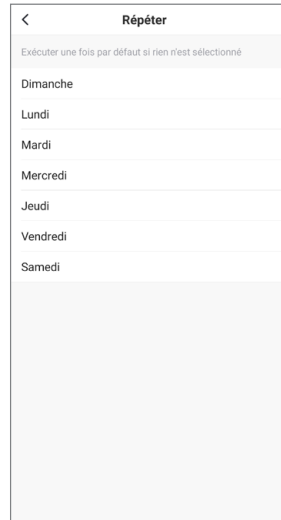 Répéter
Exécuter une fois par défaut si rien n'est sélectionné
Dimanche
Lundi
Mardi
Mercredi
Jeudi
Vendredi
Samedi